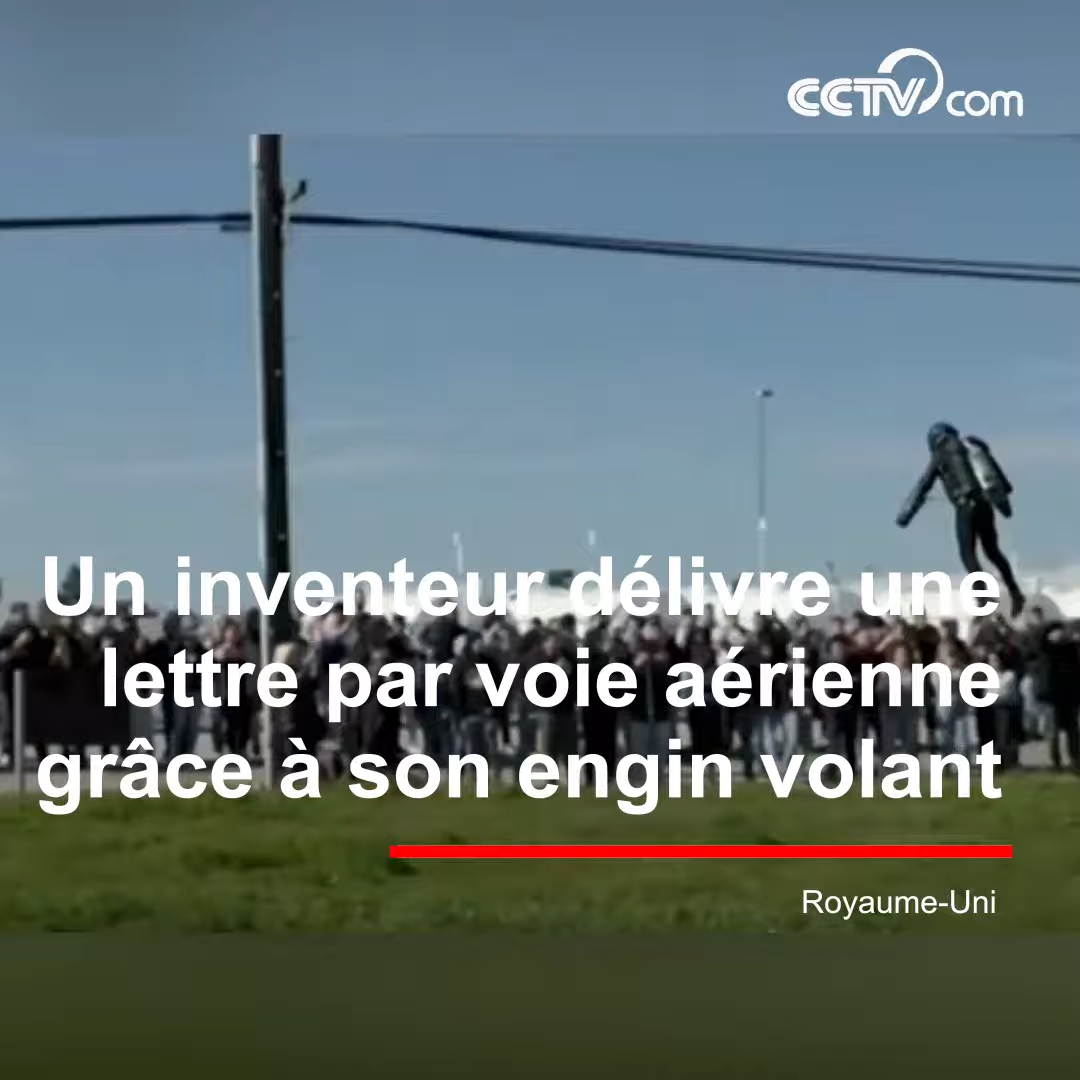 CCTV com
Un inventeur délivre une
lettre par voie aérienne
grâce à son engin volant
Royaume-Uni